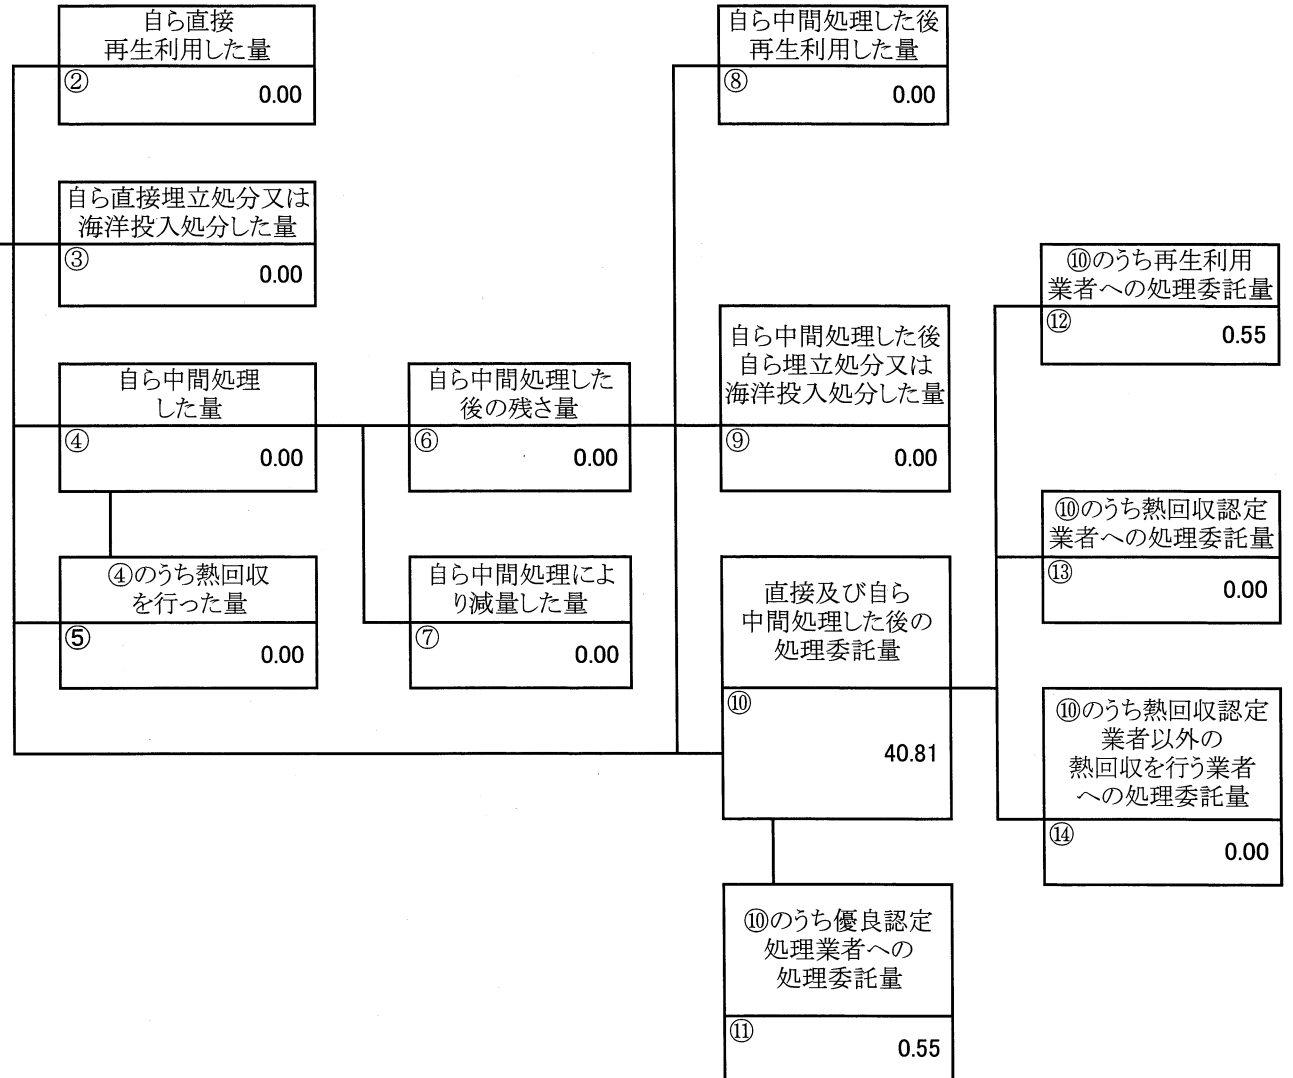 自ら直接
再生利用した量
②
0.00
自ら直接埋立処分又は
海洋投入処分した量
③
0.00
自ら中間処理
した量
④
0.00
④のうち熱回収
を行った量
⑤
0.00
自ら中間処理した
後の残さ量
⑥
0.00
自ら中間処理によ
り減量した量
⑦
0.00
自ら中間処理した後
再生利用した量
⑧
0.00
自ら中間処理した後
自ら埋立処分又は
海洋投入処分した量
⑨
0.00
直接及び自ら
中間処理した後の
処理委託量
⑩
40.81
⑩のうち優良認定
処理業者への
処理委託量
⑪
0.55
⑩のうち再生利用
業者への処理委託量
⑫
0.55
⑩のうち熱回収認定
業者への処理委託量
⑬
0.00
⑩のうち熱回収認定
業者以外の
熱回収を行う業者
への処理委託量
⑭
0.00